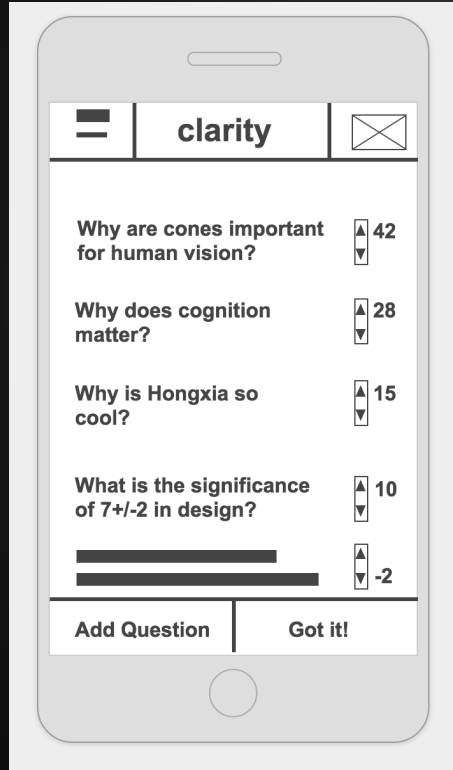 clarity
Why are cones important
for human vision?
42
Why does cognition
matter?
28
Why is Hongxia so
cool?
15
What is the significance
of 7+/-2 in design?
10
-2
Add Question
Got it!